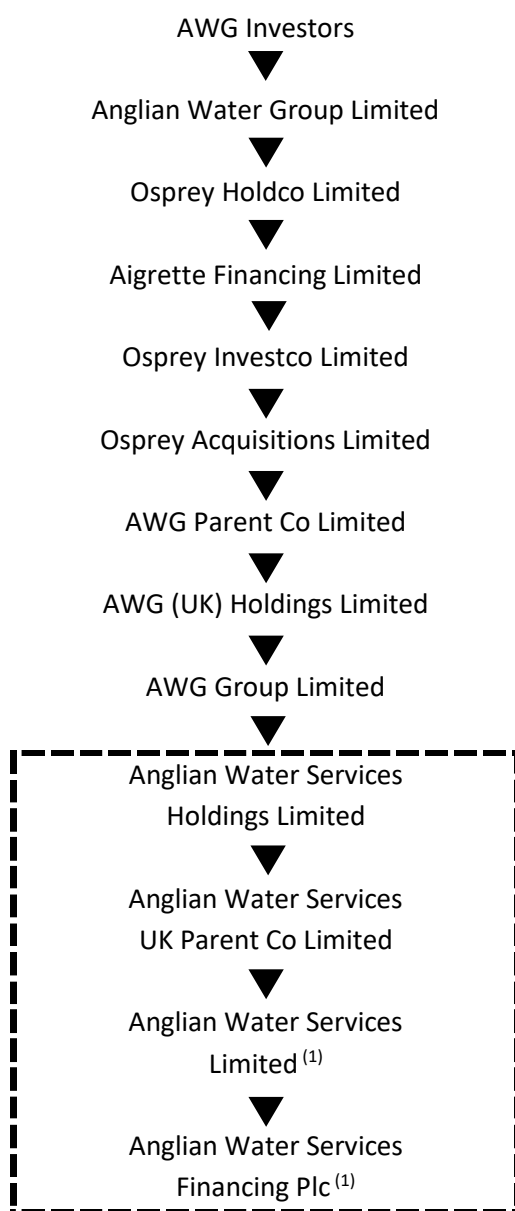 AWG Investors
Anglian Water Group Limited
Osprey Holdco Limited
Aigrette Financing Limited
Osprey Investco Limited
Osprey Acquisitions Limited
AWG Parent Co Limited
AWG (UK) Holdings Limited
AWG Group Limited
Anglian Water Services
Holdings Limited
Anglian Water Services
UK Parent Co Limited
Anglian Water Services
Limited (1)
Anglian Water Services
Financing Plc (1)